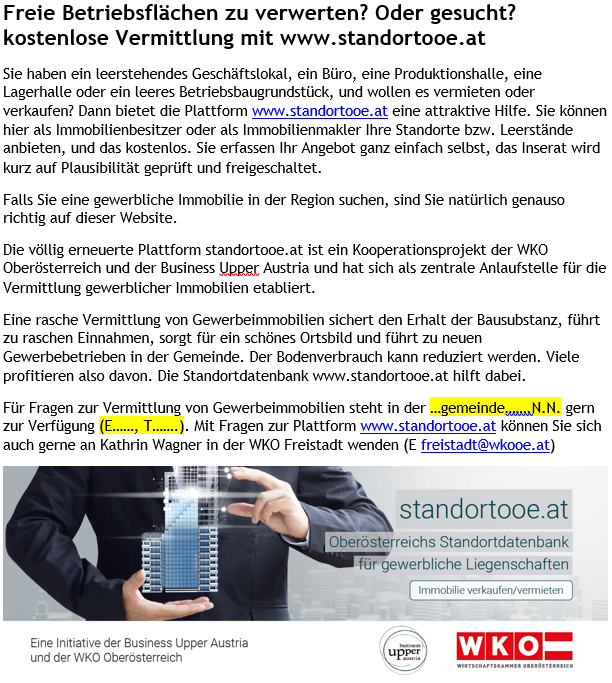 Freie Betriebsflächen zu verwerten? Oder gesucht?
kostenlose Vermittlung mit www.standortooe.at
Sie haben ein leerstehendes Geschäftslokal, ein Büro, eine Produktionshalle, eine
Lagerhalle oder ein leeres Betriebsbaugrundstück, und wollen es vermieten oder
verkaufen? Dann bietet die Plattform www.standortooe.at eine attraktive Hilfe. Sie können
hier als Immobilienbesitzer oder als Immobilienmakler Ihre Standorte bzw. Leerstände
anbieten, und das kostenlos. Sie erfassen Ihr Angebot ganz einfach selbst, das Inserat wird
kurz auf Plausibilität geprüft und freigeschaltet.
Falls Sie eine gewerbliche Immobilie in der Region suchen, sind Sie natürlich genauso
richtig auf dieser Website.
Die völlig erneuerte Plattform standortooe.at ist ein Kooperationsprojekt der WKO
Oberösterreich und der Business Upper Austria und hat sich als zentrale Anlaufstelle für die
Vermittlung gewerblicher Immobilien etabliert.
Eine rasche Vermittlung von Gewerbeimmobilien sichert den Erhalt der Bausubstanz, führt
zu raschen Einnahmen, sorgt für ein schönes Ortsbild und führt zu neuen
Gewerbebetrieben in der Gemeinde. Der Bodenverbrauch kann reduziert werden. Viele
profitieren also davon. Die Standortdatenbank www.standortooe.at hilft dabei.
Für Fragen zur Vermittlung von Gewerbeimmobilien steht in der …gemeinde…….,N.N. gern
zur Verfügung (E……, T…….). Mit Fragen zur Plattform www.standortooe.at können Sie sich
auch gerne an Kathrin Wagner in der WKO Freistadt wenden (E freistadt@wkooe.at)
standortooe.at
Oberösterreichs Standortdatenbank
für gewerbliche Liegenschaften
Immobilie verkaufen/vermieten
Eine Initiative der Business Upper Austria
und der WKO Oberösterreich
business
upper
austria
WKO
WIRTSCHAFTSKAMMER OBERÖSTERREICH